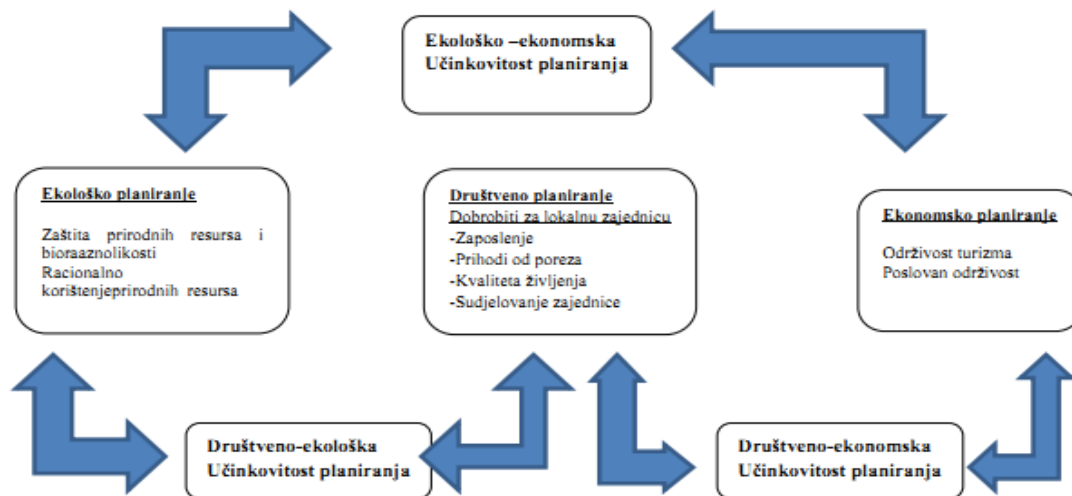 Ekološko –ekonomska
Učinkovitost planiranja
Ekološko planiranje
Zaštita prirodnih resursa i
bioraaznolikosti
Racionalno
korištenjeprirodnih resursa
Društveno planiranje
Dobrobiti za lokalnu zajednicu
-Zaposlenje
-Prihodi od poreza
-Kvaliteta življenja
-Sudjelovanje zajednice
Ekonomsko planiranje
Održivost turizma
Poslovan održivost
Društveno-ekološka
Učinkovitost planiranja
Društveno-ekonomska
Učinkovitost planiranja